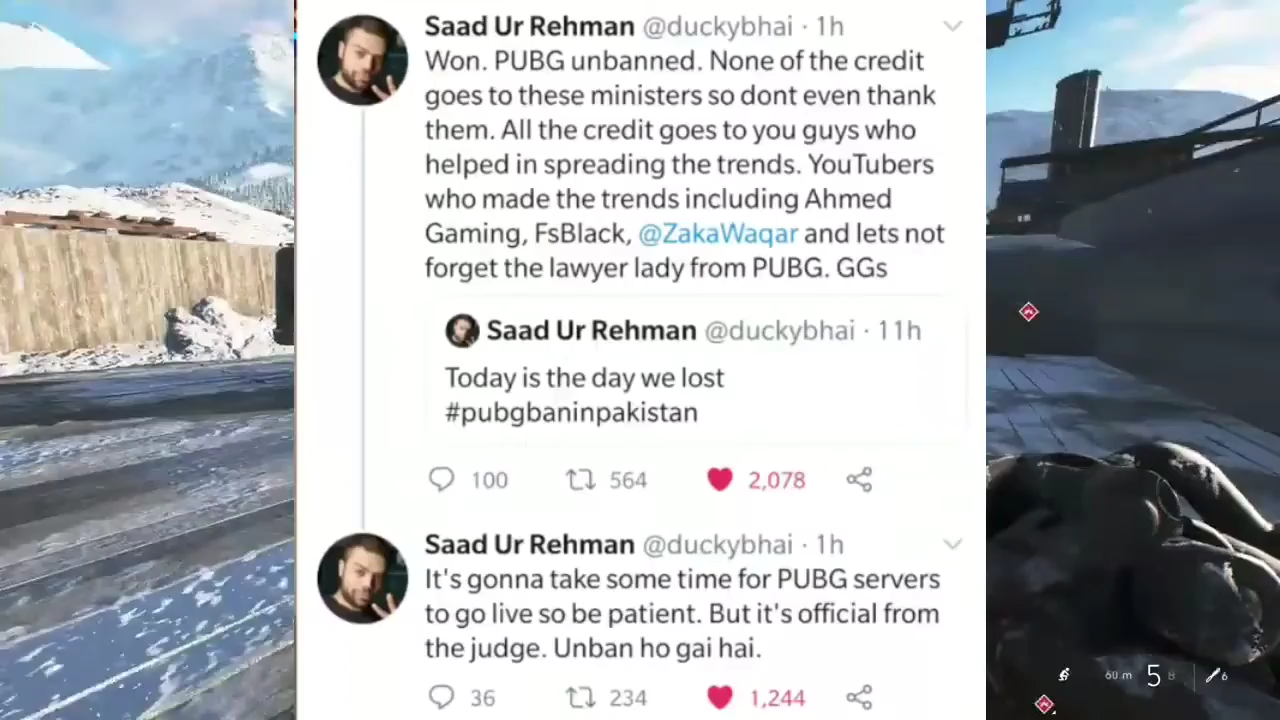 Saad Ur Rehman @duckybhai · 1h
Won. PUBG unbanned. None of the credit
goes to these ministers so dont even thank
them. All the credit goes to you guys who
helped in spreading the trends. YouTubers
who made the trends including Ahmed
Gaming, FsBlack, @ZakaWaqar and lets not
forget the lawyer lady from PUBG. GGs
Saad Ur Rehman @duckybhai · 11h
Today is the day we lost
#pubgbaninpakistan
100 564 2,078
Saad Ur Rehman @duckybhai · 1h
It's gonna take some time for PUBG servers
to go live so be patient. But it's official from
the judge. Unban ho gai hai.
36 234 1,244
60 m 5 8 6